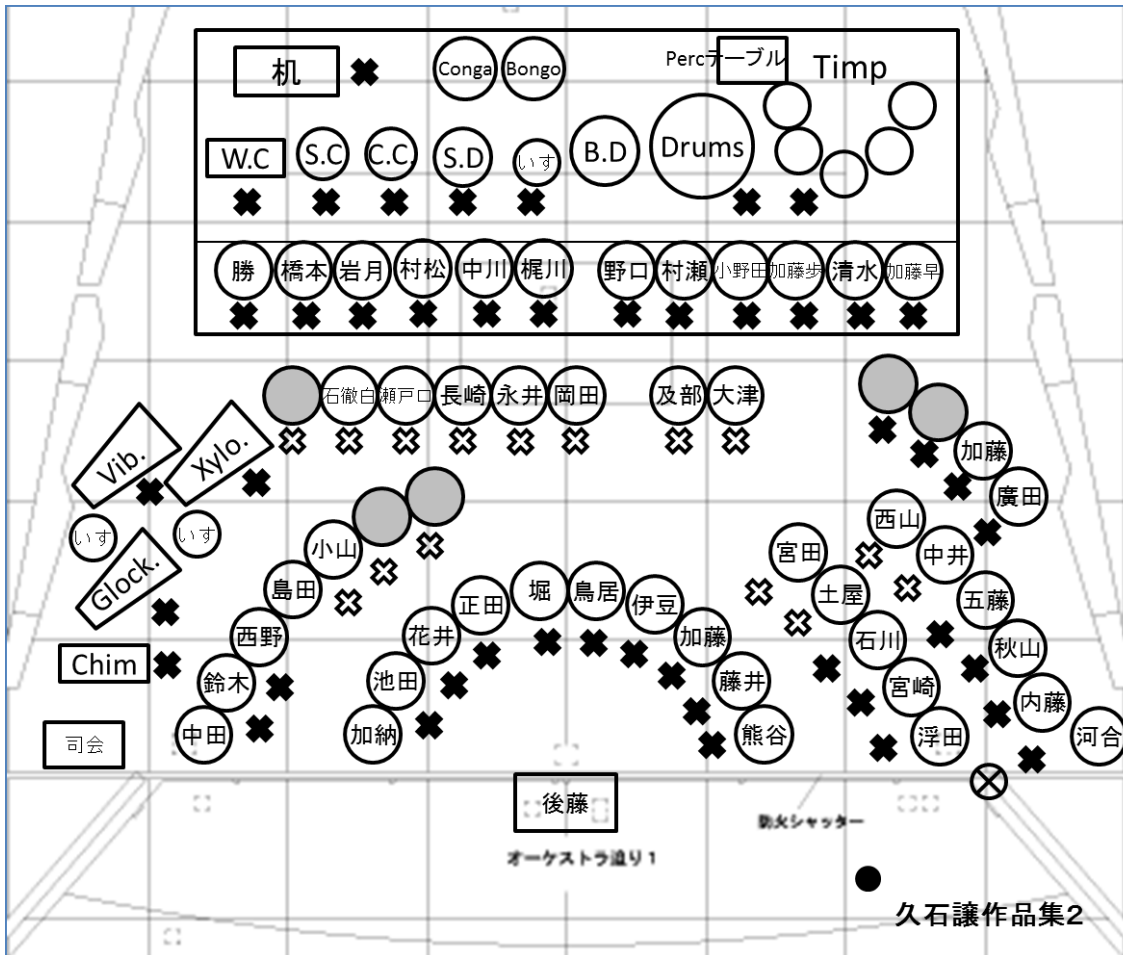 Percテーブル
机
Conga
Bongo
Timp
W.C
S.C
C.C.
S.D
いす
B.D
Drums
勝
橋本
岩月
村松
中川
梶川
野口
村瀬
小野田
加藤歩
清水
加藤早
石徹白
瀬戸口
長崎
永井
岡田
及部
大津
加藤
廣田
Vib.
Xylo.
いす
いす
Glock.
Chim
司会
小山
島田
西野
鈴木
中田
正田
花井
池田
加納
堀
鳥居
伊豆
加藤
藤井
熊谷
宮田
土屋
石川
宮崎
浮田
西山
中井
五藤
秋山
内藤
河合
後藤
防火シャッター
オーケストラ迫り1
久石譲作品集2